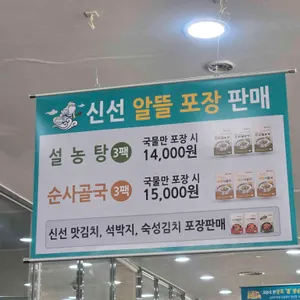 신선 알뜰 포장 판매
설농탕 3팩 국물만 포장 시 14,000원
순사골국 3팩 국물만 포장 시 15,000원
신선 맛김치, 석박지, 숙성김치 포장판매